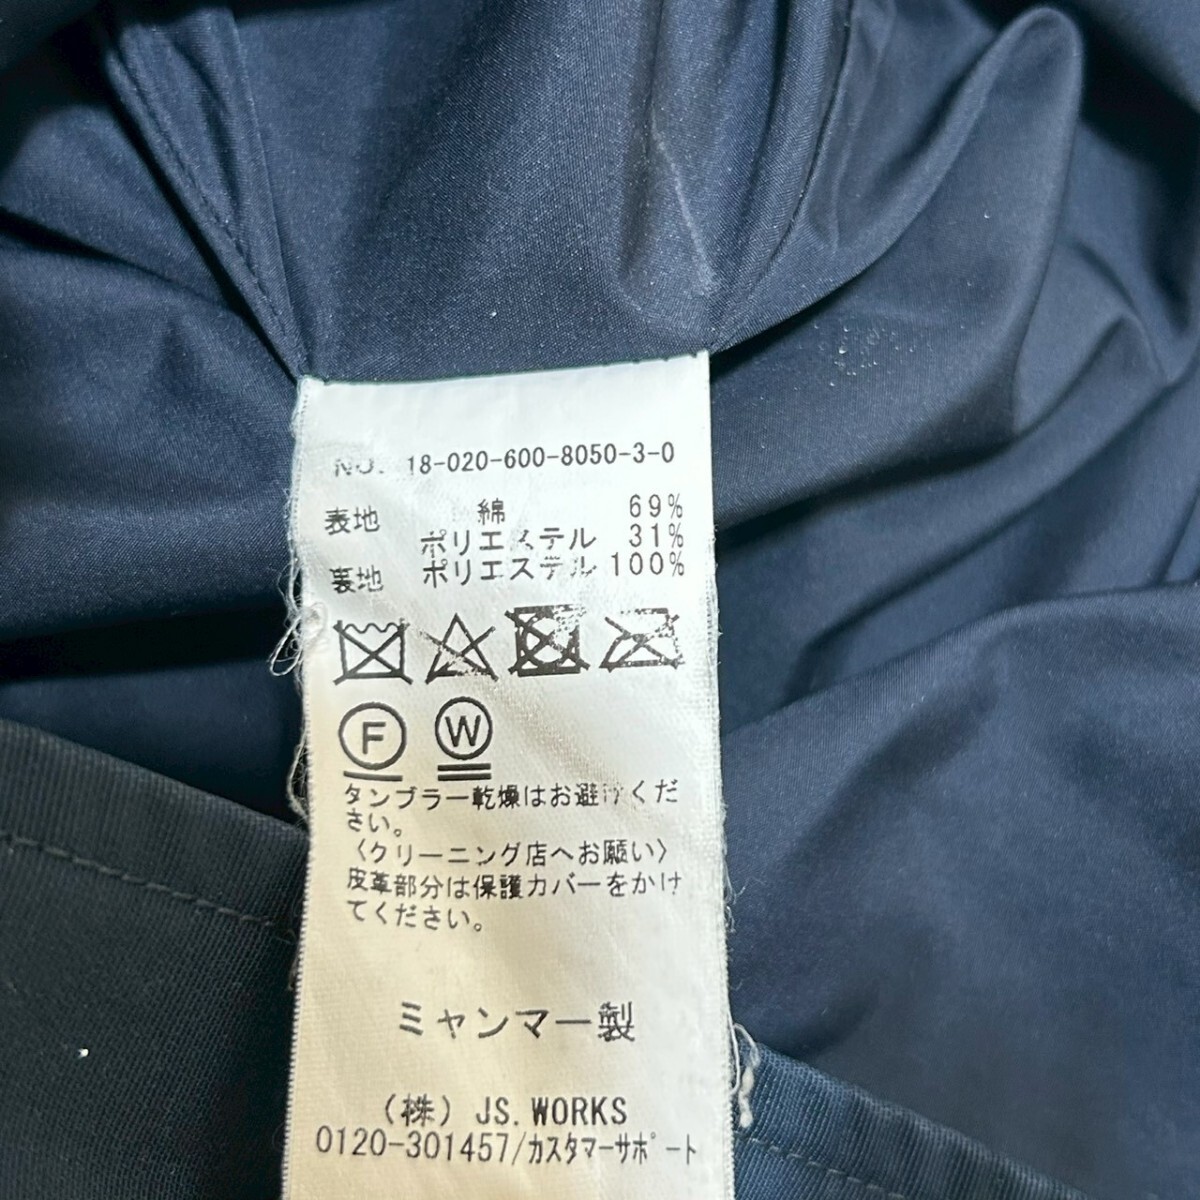 NO. 18-020-600-8050-3-0
表地 綿 69%
ポリエステル 31%
裏地 ポリエステル 100%
F W
タンブラー乾燥はお避けくだ
さい。
〈クリーニング店へお願い〉
皮革部分は保護カバーをかけ
てください。
ミャンマー製
(株) JS.WORKS
0120-301457/カスタマーサポート